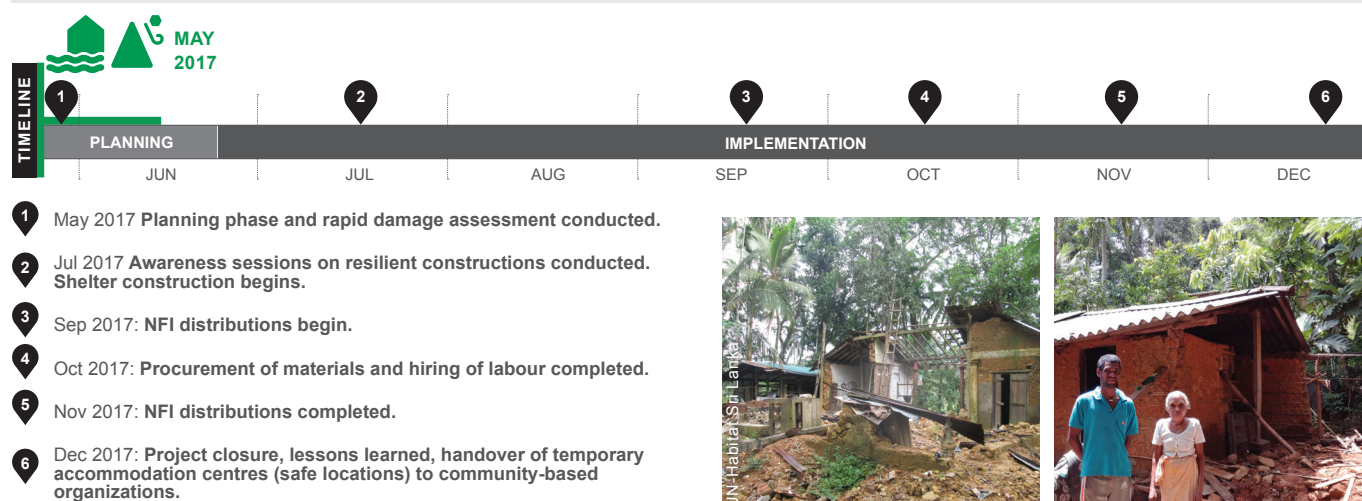 MAY
2017
TIMELINE
1
2
3
4
5
6
PLANNING
IMPLEMENTATION
JUN
JUL
AUG
SEP
OCT
NOV
DEC
1 May 2017 Planning phase and rapid damage assessment conducted.
2 Jul 2017 Awareness sessions on resilient constructions conducted.
Shelter construction begins.
3 Sep 2017: NFI distributions begin.
4 Oct 2017: Procurement of materials and hiring of labour completed.
5 Nov 2017: NFI distributions completed.
6 Dec 2017: Project closure, lessons learned, handover of temporary
accommodation centres (safe locations) to community-based
organizations.
UN-Habitat Sri Lanka